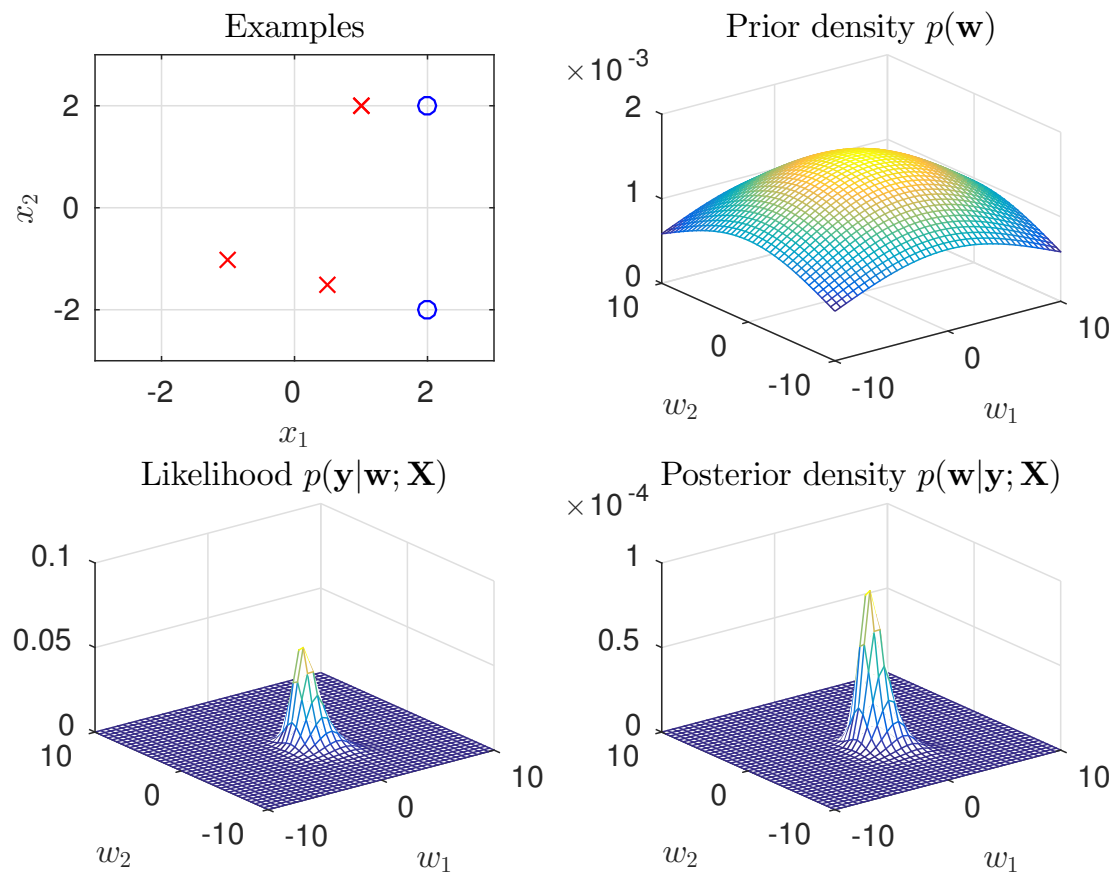 Examples
2
0
-2
x₂
-2
0
2
x₁
Prior density p(w)
×10⁻³
2
1
0
10
0
-10
w₂
-10
0
10
w₁
Likelihood p(y|w; X)
0.1
0.05
0
10
0
-10
w₂
-10
0
10
w₁
Posterior density p(w|y; X)
×10⁻⁴
1
0.5
0
10
0
-10
w₂
-10
0
10
w₁